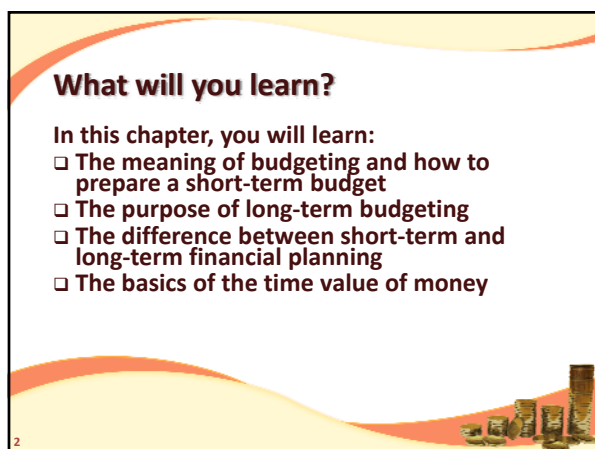 What will you learn?
In this chapter, you will learn:
❑ The meaning of budgeting and how to
prepare a short-term budget
❑ The purpose of long-term budgeting
❑ The difference between short-term and
long-term financial planning
❑ The basics of the time value of money
2